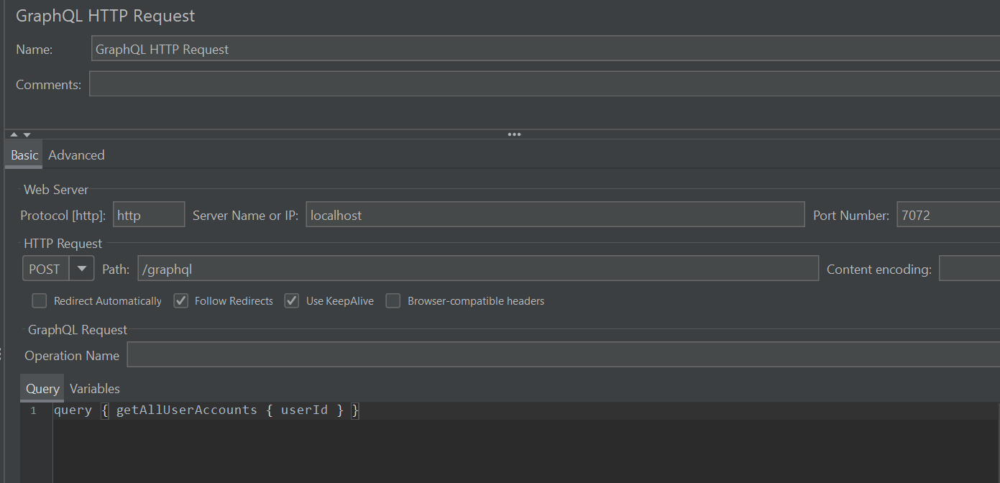 GraphQL HTTP Request
Name: GraphQL HTTP Request
Comments:
Basic Advanced
Web Server
Protocol [http]: http Server Name or IP: localhost Port Number: 7072
HTTP Request
POST Path: /graphql Content encoding:
Redirect Automatically Follow Redirects Use KeepAlive Browser-compatible headers
GraphQL Request
Operation Name
Query Variables
1 query { getAllUserAccounts { userId } }